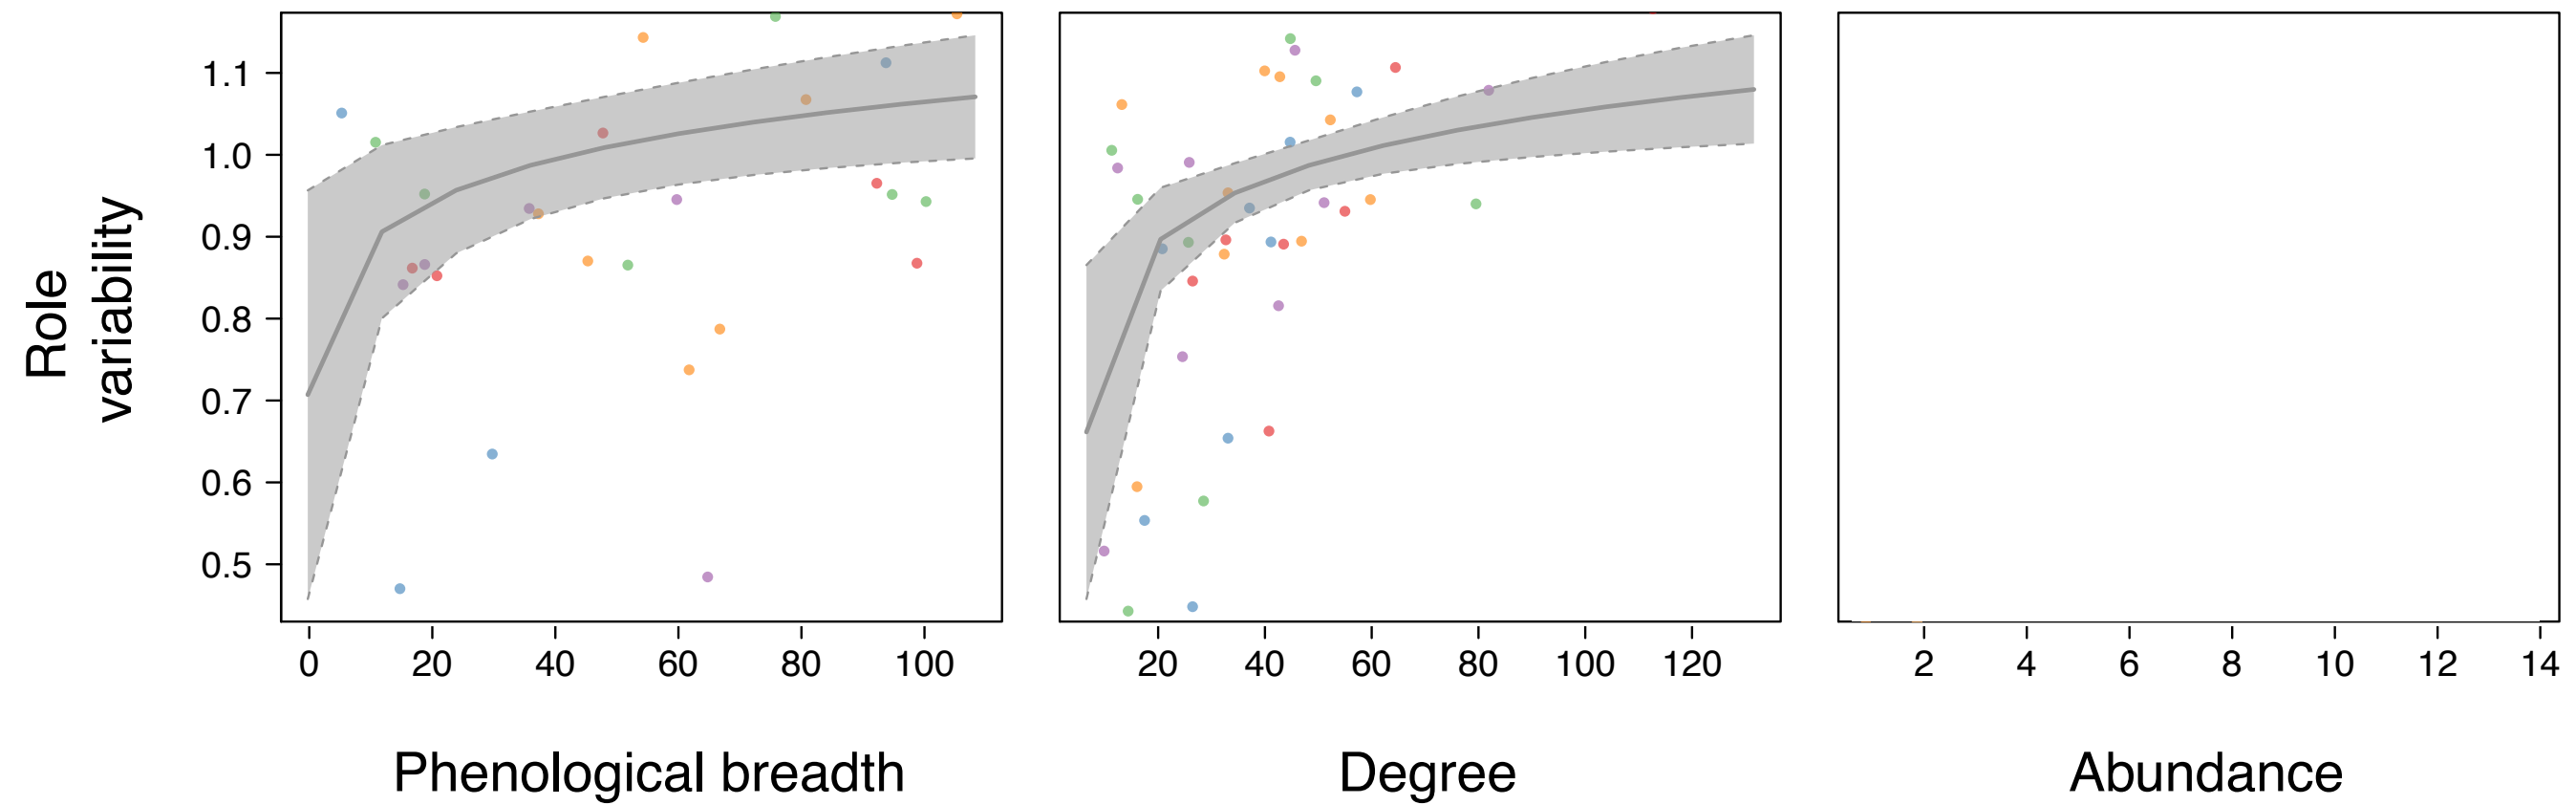 Role
variability
1.1
1.0
0.9
0.8
0.7
0.6
0.5
0 20 40 60 80 100
20 40 60 80 100 120
2 4 6 8 10 12 14
Phenological breadth
Degree
Abundance